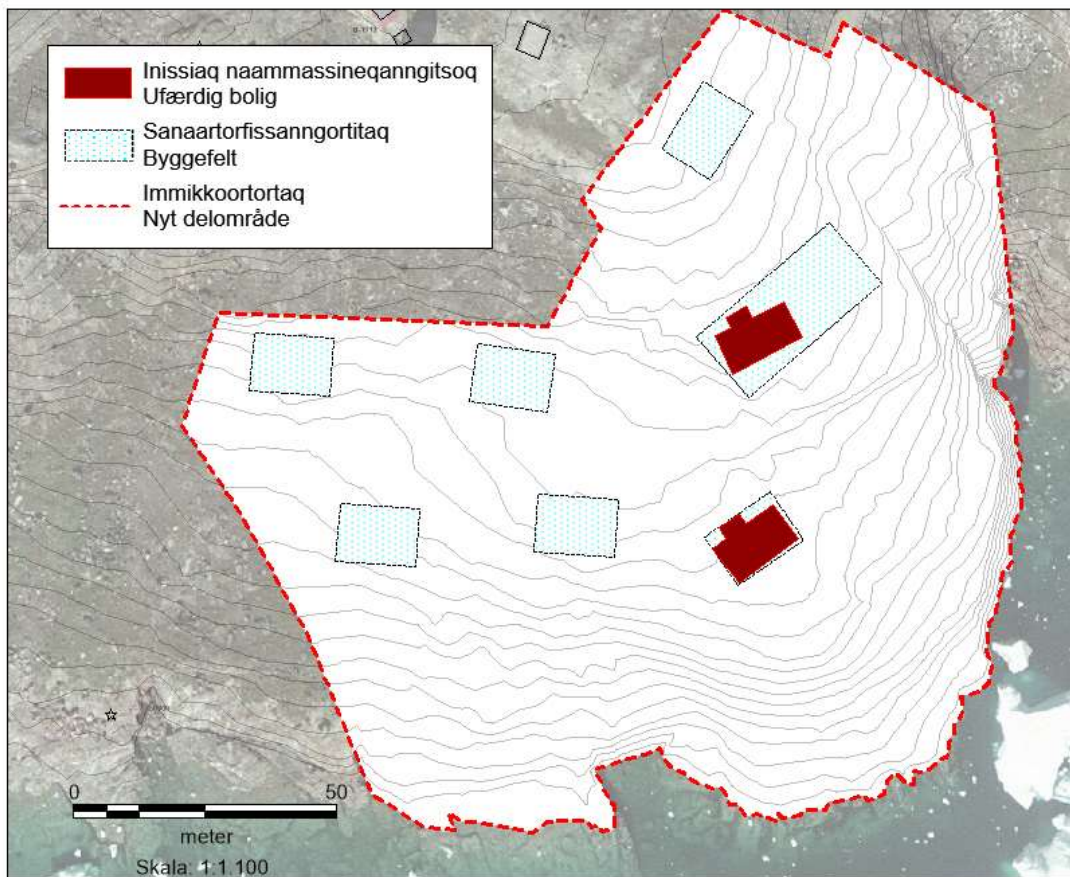 Inissiaq naammassineqanngitsoq
Ufærdig bolig
Sanaartorfissanngortitaq
Byggefelt
Immikkoortortaq
Nyt delområde
0 50
meter
Skala: 1:1.100